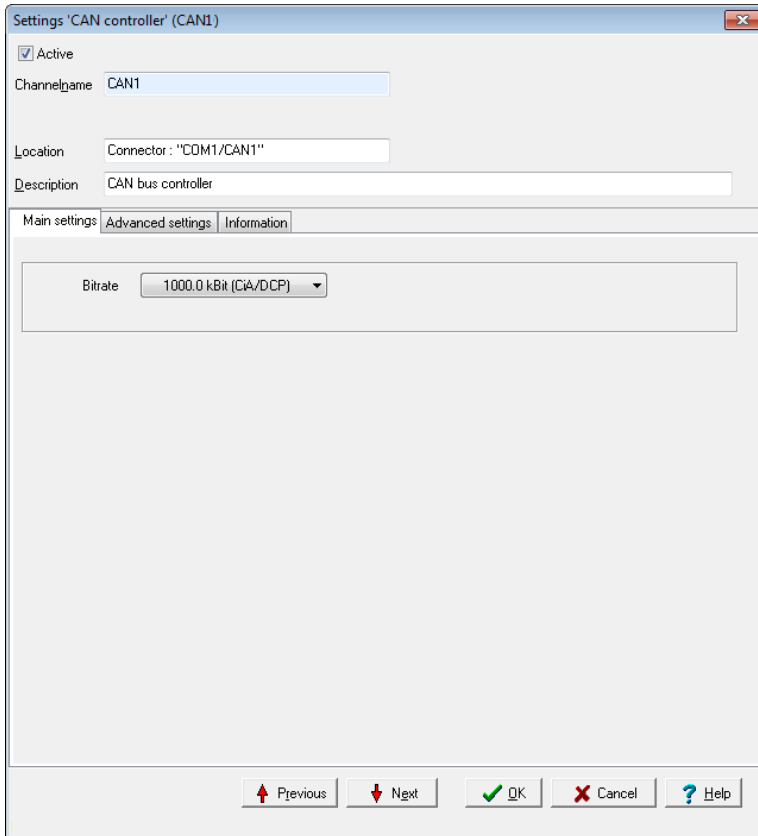 Settings 'CAN controller' (CAN1)
Active
Channelname CAN1
Location Connector : "COM1/CAN1"
Description CAN bus controller
Main settings Advanced settings Information
Bitrate 1000.0 kBit (CiA/DCP)
Previous Next OK Cancel Help